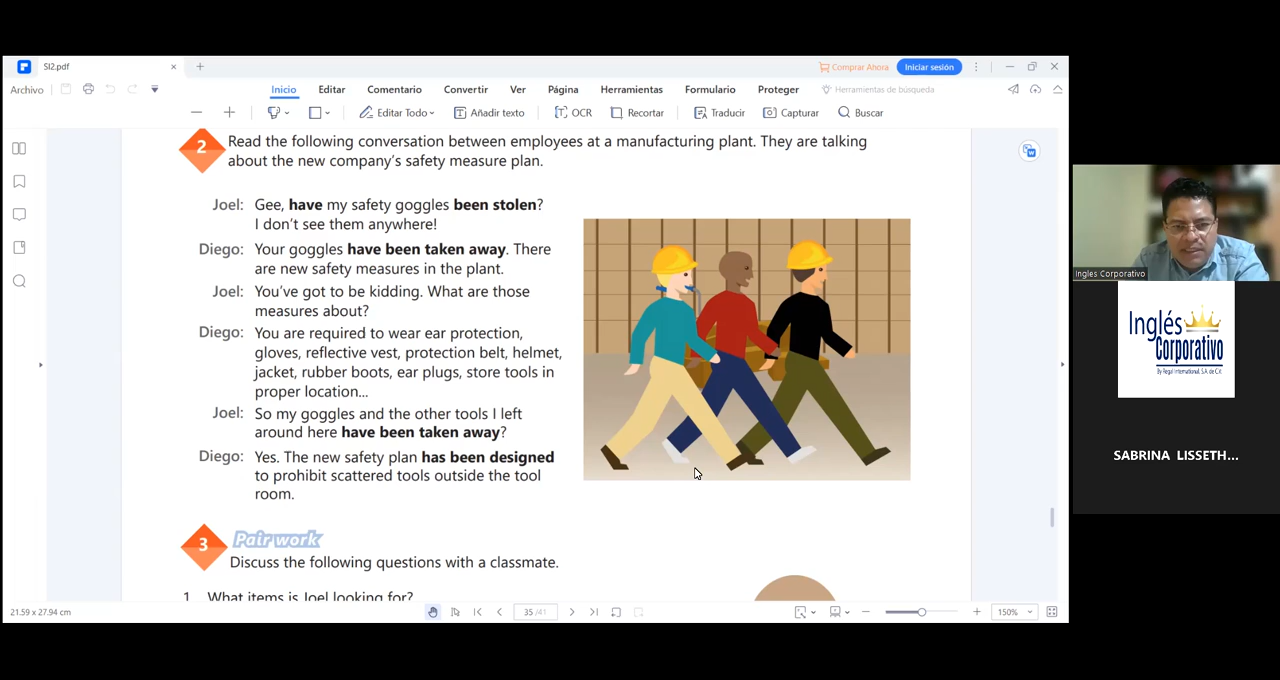 SI2.pdf
Comprar Ahora
Iniciar sesión
Archivo
Inicio
Editar
Comentario
Convertir
Ver
Página
Herramientas
Formulario
Proteger
Herramientas de búsqueda
Editar Todo
Añadir texto
OCR
Recortar
Traducir
Capturar
Buscar
2
Read the following conversation between employees at a manufacturing plant. They are talking
about the new company's safety measure plan.
Joel: Gee, have my safety goggles been stolen?
I don't see them anywhere!
Diego: Your goggles have been taken away. There
are new safety measures in the plant.
Joel: You've got to be kidding. What are those
measures about?
Diego: You are required to wear ear protection,
gloves, reflective vest, protection belt, helmet,
jacket, rubber boots, ear plugs, store tools in
proper location...
Joel: So my goggles and the other tools I left
around here have been taken away?
Diego: Yes. The new safety plan has been designed
to prohibit scattered tools outside the tool
room.
3
Pair work
Discuss the following questions with a classmate.
1. What items is Joel looking for?
21.59 x 27.94 cm
35 /41
150%
Ingles Corporativo
Inglés
Corporativo
By Regal International, S.A. de C.V.
SABRINA LISSETH...